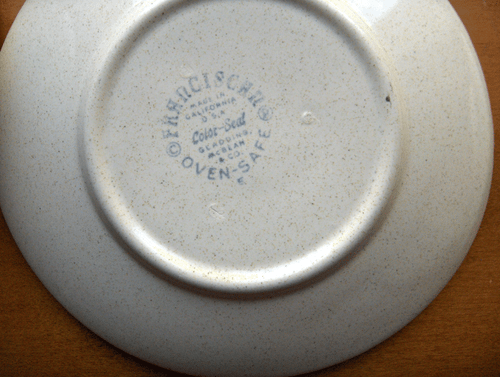 © FRANCISCAN ®
MADE IN
CALIFORNIA
U.S.A.
Color-Seal
GLADDING,
McBEAN
& CO.
OVEN-SAFE